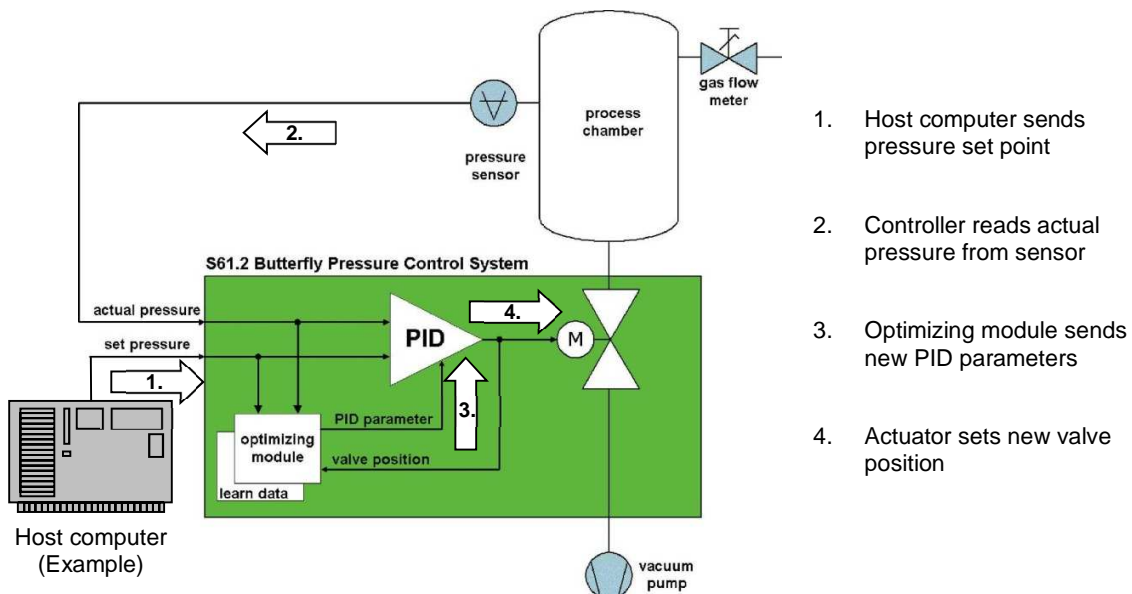 gas flow
meter
process
chamber
2.
pressure
sensor
S61.2 Butterfly Pressure Control System
actual pressure
4.
PID
M
set pressure
1.
3.
PID parameter
optimizing
module
valve position
learn data
Host computer
(Example)
vacuum
pump
1. Host computer sends
pressure set point
2. Controller reads actual
pressure from sensor
3. Optimizing module sends
new PID parameters
4. Actuator sets new valve
position